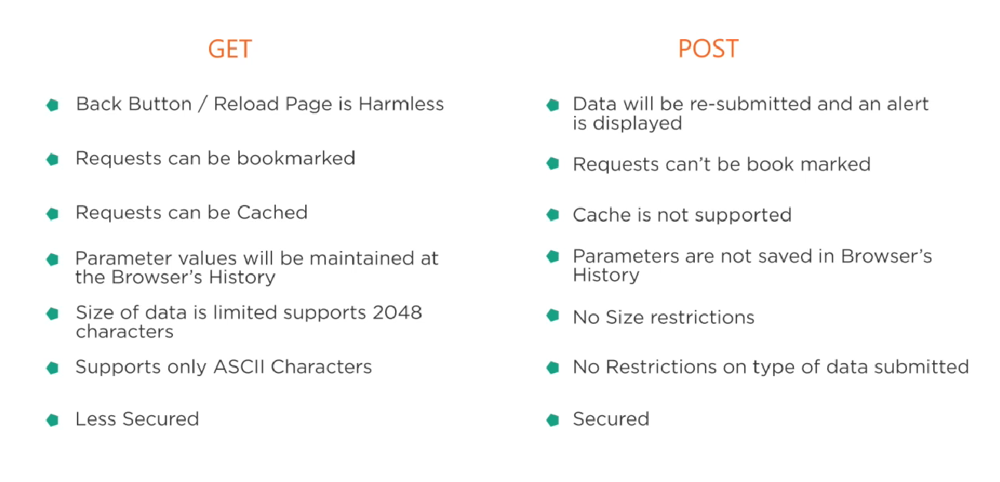 GET
Back Button / Reload Page is Harmless
Requests can be bookmarked
Requests can be Cached
Parameter values will be maintained at
the Browser's History
Size of data is limited supports 2048
characters
Supports only ASCII Characters
Less Secured
POST
Data will be re-submitted and an alert
is displayed
Requests can't be book marked
Cache is not supported
Parameters are not saved in Browser's
History
No Size restrictions
No Restrictions on type of data submitted
Secured